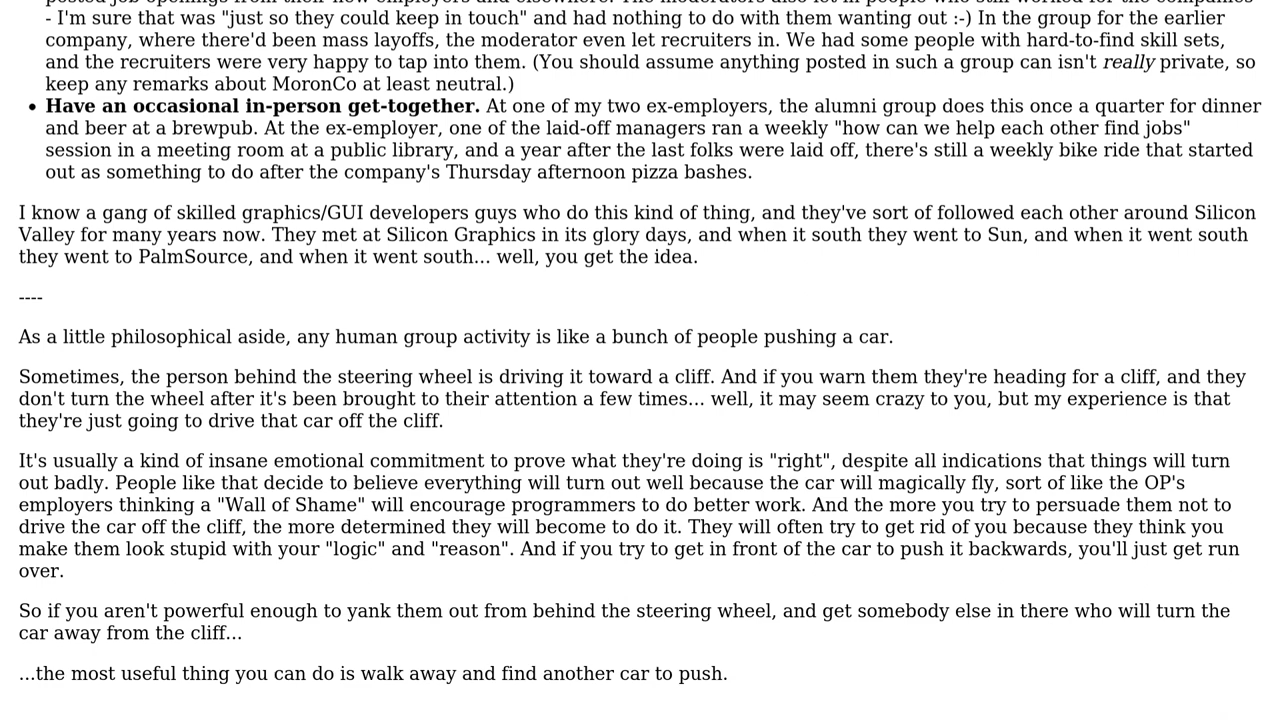 - I'm sure that was "just so they could keep in touch" and had nothing to do with them wanting out :-) In the group for the earlier
company, where there'd been mass layoffs, the moderator even let recruiters in. We had some people with hard-to-find skill sets,
and the recruiters were very happy to tap into them. (You should assume anything posted in such a group can isn't really private, so
keep any remarks about MoronCo at least neutral.)
• Have an occasional in-person get-together. At one of my two ex-employers, the alumni group does this once a quarter for dinner
and beer at a brewpub. At the ex-employer, one of the laid-off managers ran a weekly "how can we help each other find jobs"
session in a meeting room at a public library, and a year after the last folks were laid off, there's still a weekly bike ride that started
out as something to do after the company's Thursday afternoon pizza bashes.
I know a gang of skilled graphics/GUI developers guys who do this kind of thing, and they've sort of followed each other around Silicon
Valley for many years now. They met at Silicon Graphics in its glory days, and when it south they went to Sun, and when it went south
they went to PalmSource, and when it went south... well, you get the idea.
----
As a little philosophical aside, any human group activity is like a bunch of people pushing a car.
Sometimes, the person behind the steering wheel is driving it toward a cliff. And if you warn them they're heading for a cliff, and they
don't turn the wheel after it's been brought to their attention a few times... well, it may seem crazy to you, but my experience is that
they're just going to drive that car off the cliff.
It's usually a kind of insane emotional commitment to prove what they're doing is "right", despite all indications that things will turn
out badly. People like that decide to believe everything will turn out well because the car will magically fly, sort of like the OP's
employers thinking a "Wall of Shame" will encourage programmers to do better work. And the more you try to persuade them not to
drive the car off the cliff, the more determined they will become to do it. They will often try to get rid of you because they think you
make them look stupid with your "logic" and "reason". And if you try to get in front of the car to push it backwards, you'll just get run
over.
So if you aren't powerful enough to yank them out from behind the steering wheel, and get somebody else in there who will turn the
car away from the cliff...
...the most useful thing you can do is walk away and find another car to push.